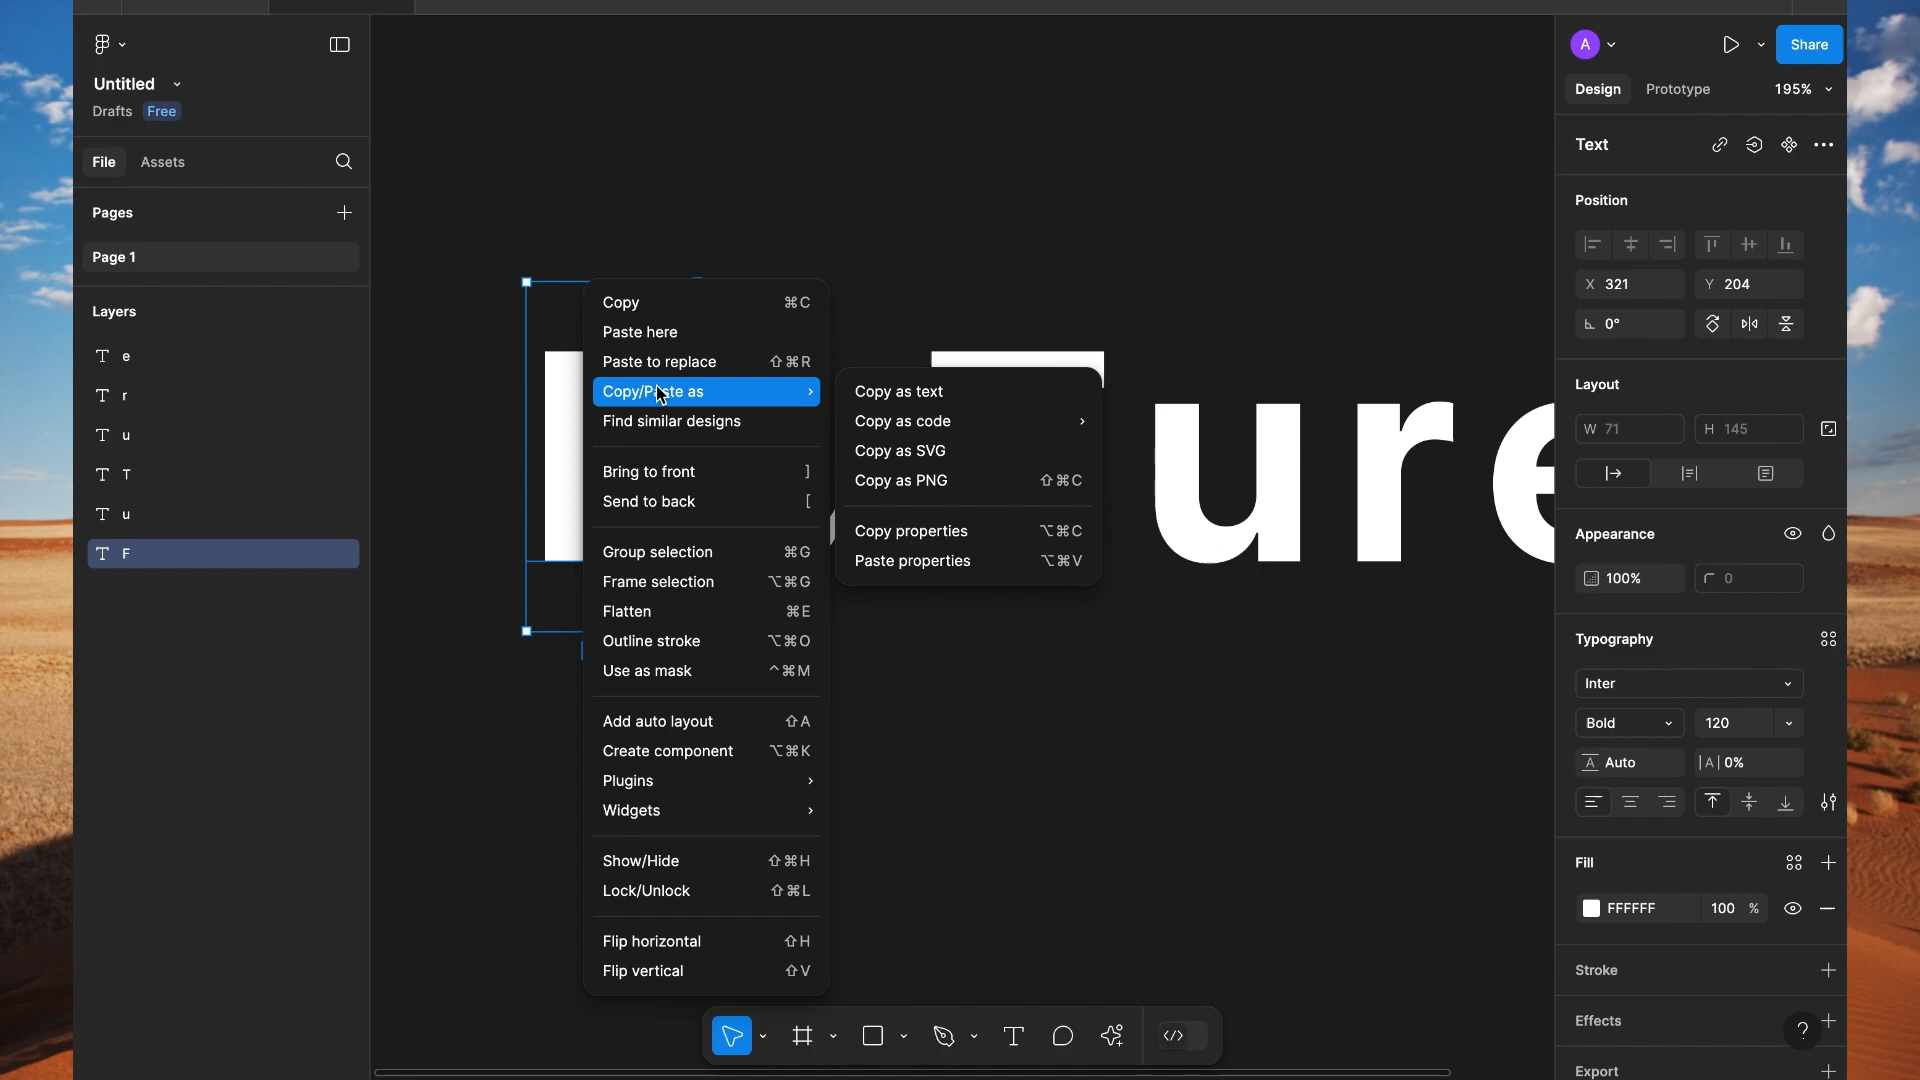 Untitled
Drafts Free
File Assets
Pages
Page 1
Layers
T e
T r
T u
T T
T u
T F
Copy ⌘C
Paste here
Paste to replace ⇧⌘R
Copy/Paste as
Find similar designs
Bring to front ]
Send to back [
Group selection ⌘G
Frame selection ⌥⌘G
Flatten ⌘E
Outline stroke ⌥⌘O
Use as mask ^⌘M
Add auto layout ⇧A
Create component ⌥⌘K
Plugins
Widgets
Show/Hide ⇧⌘H
Lock/Unlock ⇧⌘L
Flip horizontal ⇧H
Flip vertical ⇧V
Copy as text
Copy as code
Copy as SVG
Copy as PNG ⇧⌘C
Copy properties ⌥⌘C
Paste properties ⌥⌘V
ure
A Share
Design Prototype 195%
Text
Position
X 321 Y 204
0°
Layout
W 71 H 145
Appearance
100% 0
Typography
Inter
Bold 120
A Auto |A| 0%
Fill
FFFFFF 100 %
Stroke
Effects
?
Export